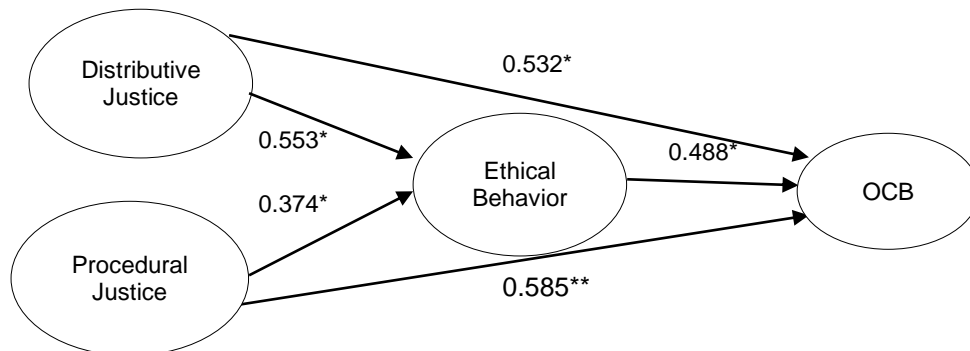 Distributive
Justice
0.532*
0.553*
0.488*
Ethical
Behavior
OCB
0.374*
Procedural
Justice
0.585**